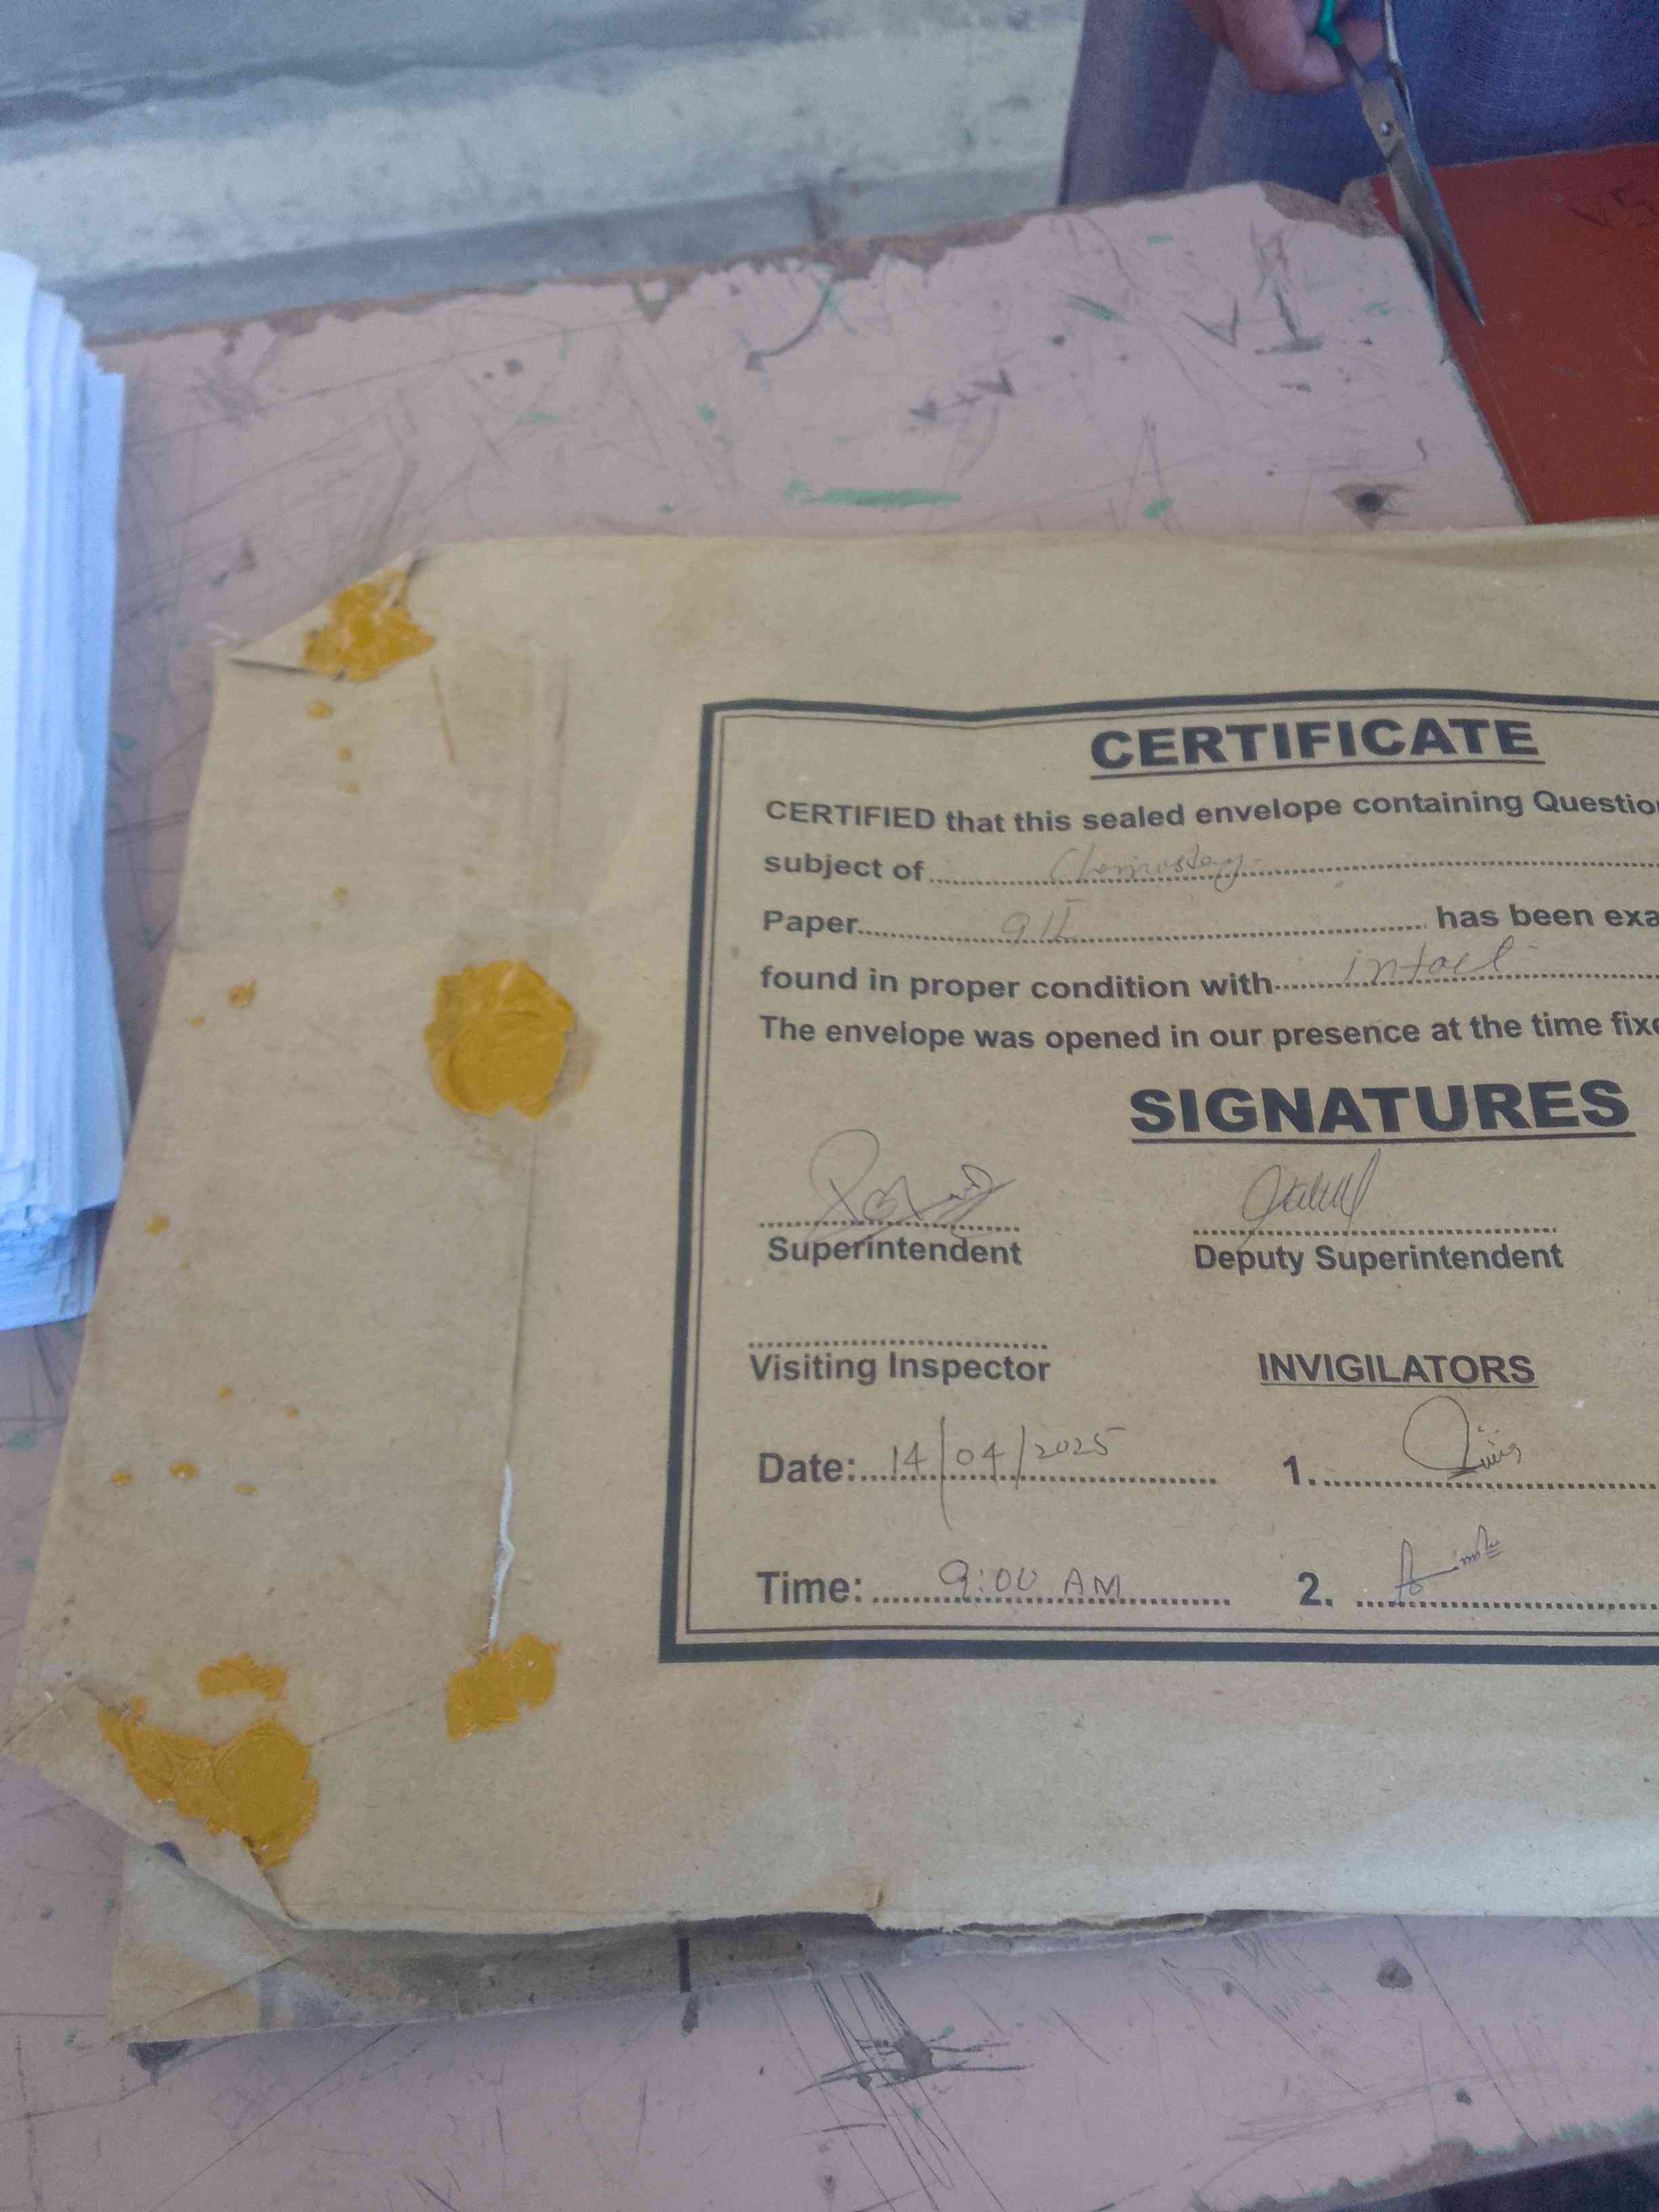 CERTIFICATE
CERTIFIED that this sealed envelope containing Questio
subject of Chemistry
Paper 9th has been exa
found in proper condition with intact
The envelope was opened in our presence at the time fixe
SIGNATURES
Superintendent Deputy Superintendent
Visiting Inspector INVIGILATORS
Date: 14/04/2025 1.
Time: 9:00 AM 2.